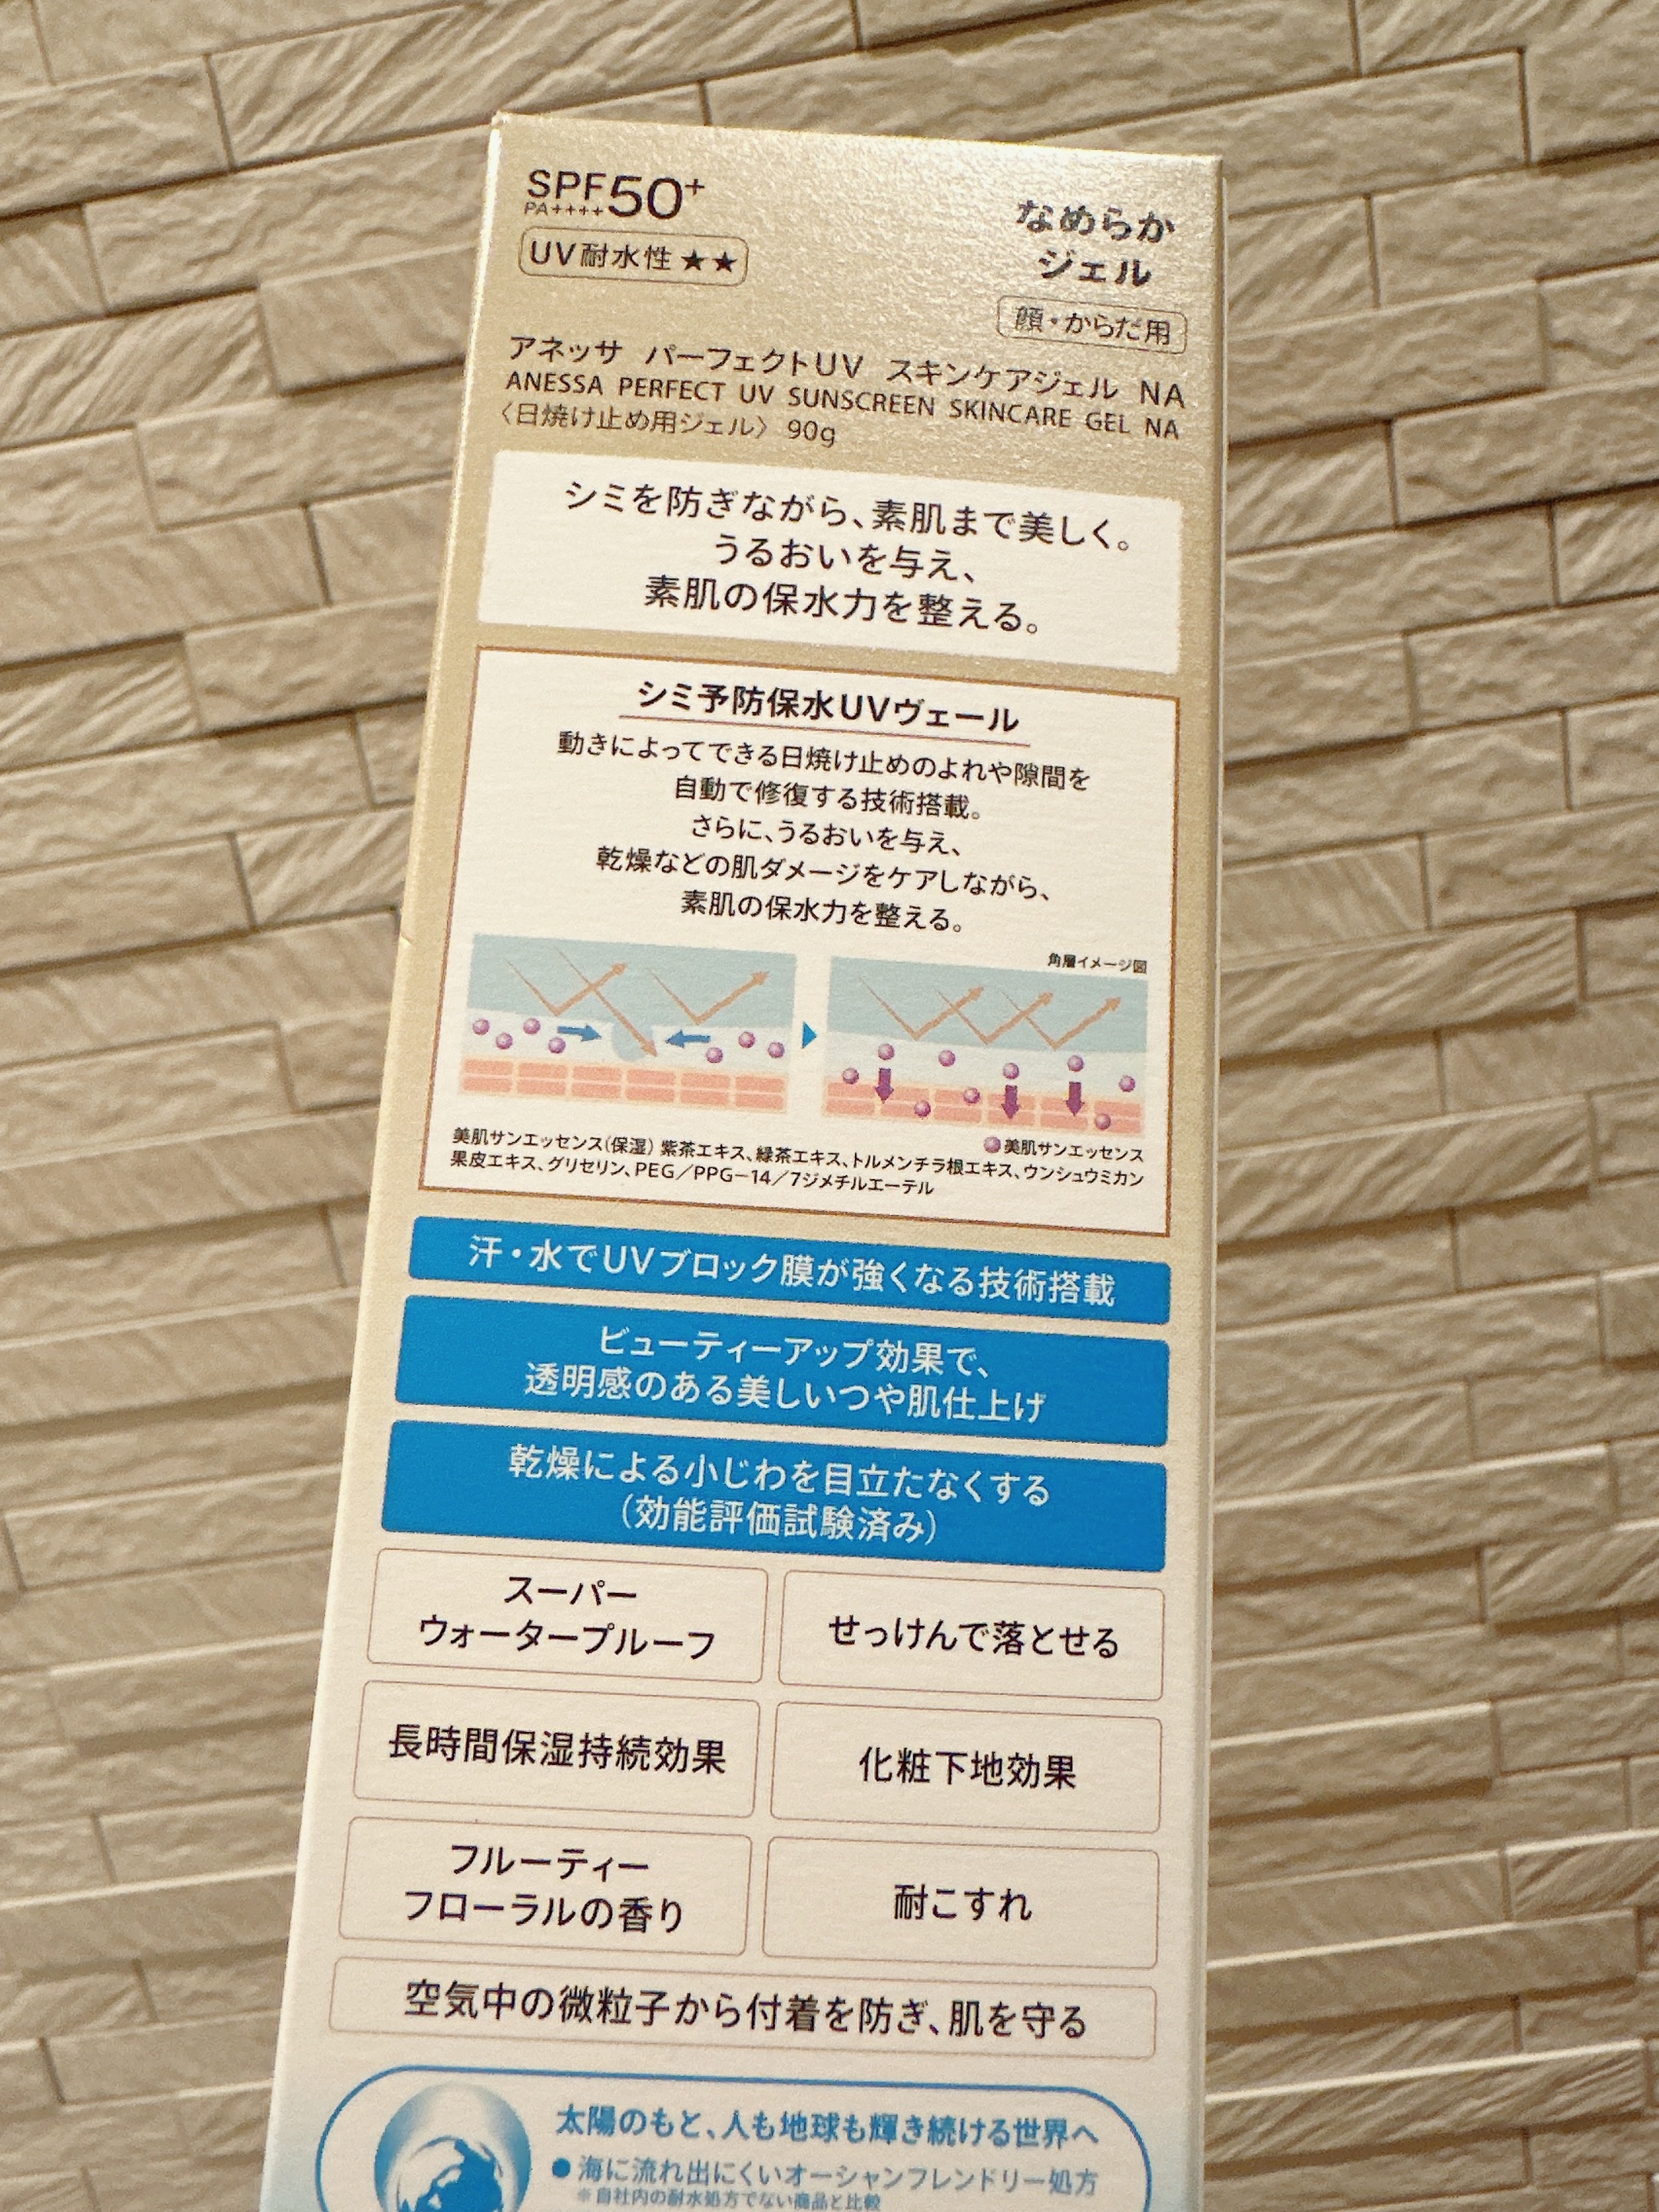 SPF50+
PA++++
UV耐水性★★
なめらか
ジェル
顔・からだ用
アネッサ パーフェクトUV スキンケアジェル NA
ANESSA PERFECT UV SUNSCREEN SKINCARE GEL NA
〈日焼け止め用ジェル〉 90g
シミを防ぎながら、素肌まで美しく。
うるおいを与え、
素肌の保水力を整える。
シミ予防保水UVヴェール
動きによってできる日焼け止めのよれや隙間を
自動で修復する技術搭載。
さらに、うるおいを与え、
乾燥などの肌ダメージをケアしながら、
素肌の保水力を整える。
角層イメージ図
美肌サンエッセンス
美肌サンエッセンス(保湿) 紫茶エキス、緑茶エキス、トルメンチラ根エキス、ウンシュウミカン
果皮エキス、グリセリン、PEG/PPG-14/7ジメチルエーテル
汗・水でUVブロック膜が強くなる技術搭載
ビューティーアップ効果で、
透明感のある美しいつや肌仕上げ
乾燥による小じわを目立たなくする
(効能評価試験済み)
スーパー
ウォータープルーフ
せっけんで落とせる
長時間保湿持続効果
化粧下地効果
フルーティー
フローラルの香り
耐こすれ
空気中の微粒子から付着を防ぎ、肌を守る
太陽のもと、人も地球も輝き続ける世界へ
●海に流れ出にくいオーシャンフレンドリー処方
※自社内の耐水処方でない商品と比較